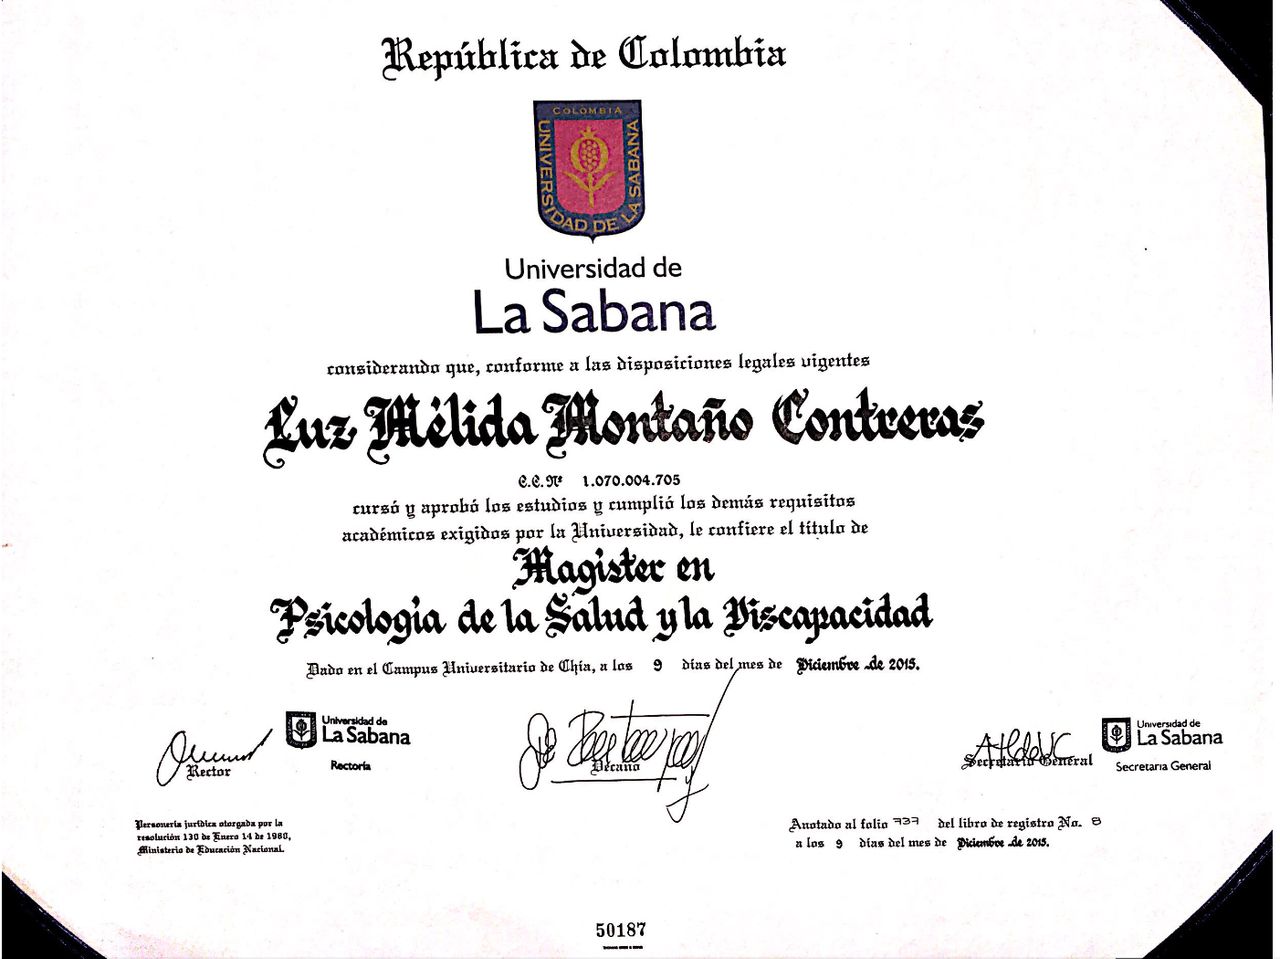 República de Colombia
COLOMBIA
UNIVERSIDAD DE LA SABANA
Universidad de
La Sabana
considerando que, conforme a las disposiciones legales vigentes
Luz Mélida Montaño Contreras
C.C. Nº 1.070.004.705
cursó y aprobó los estudios y cumplió los demás requisitos
académicos exigidos por la Universidad, le confiere el título de
Magíster en
Psicología de la Salud y la Discapacidad
Dado en el Campus Universitario de Chía, a los 9 días del mes de Diciembre de 2015.
Rector
Universidad de
La Sabana
Rectoría
Decano
Secretario General
Universidad de
La Sabana
Secretaría General
Personería jurídica otorgada por la
resolución 130 de Enero 14 de 1980,
Ministerio de Educación Nacional.
Anotado al folio 737 del libro de registro No. 8
a los 9 días del mes de Diciembre de 2015.
50187